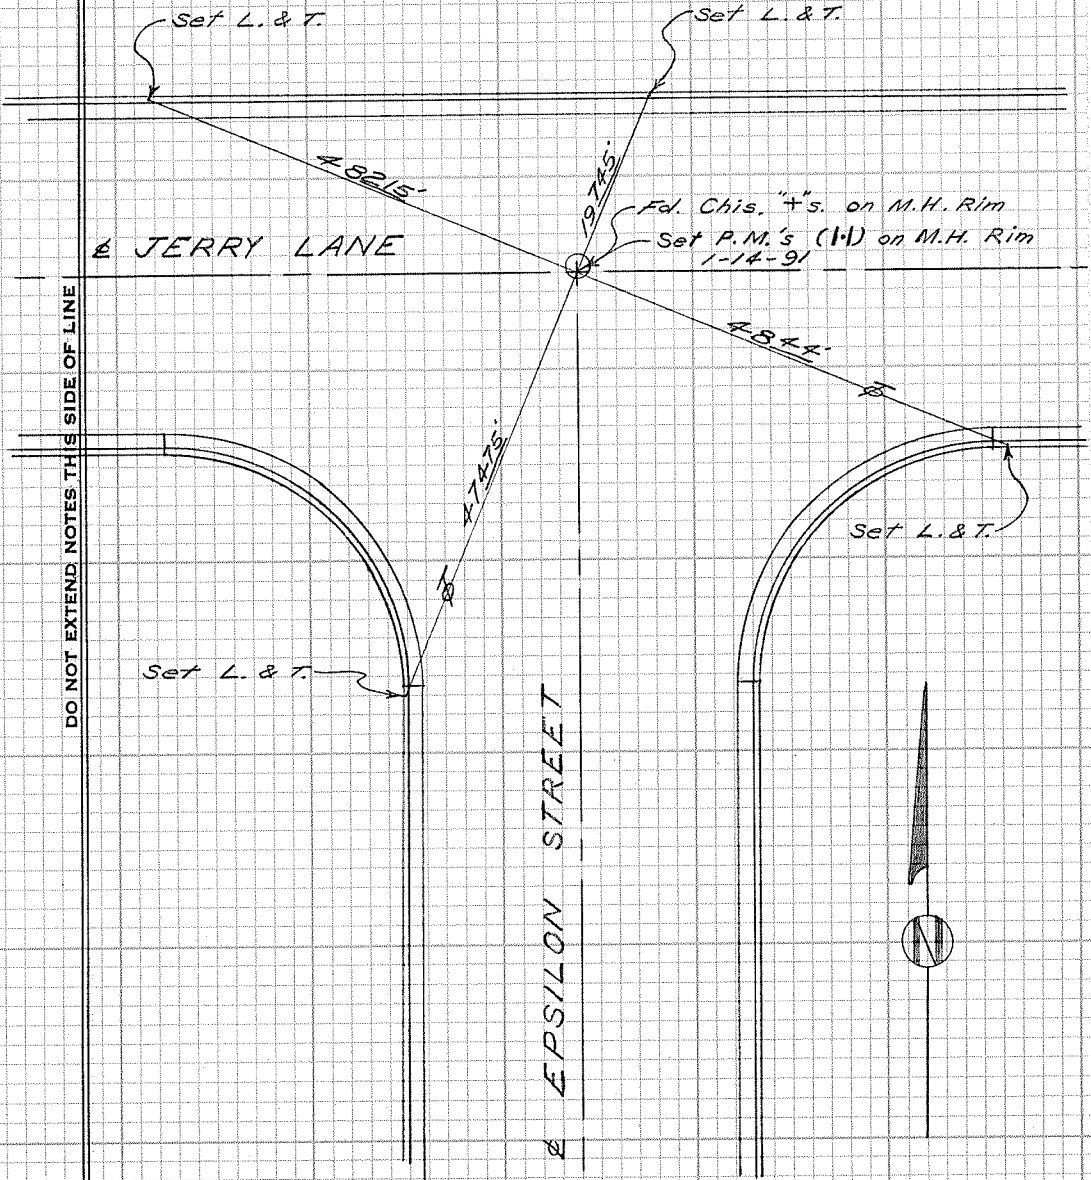 Set L. & T.
Set L. & T.
48.215'
19.745'
Fd. Chis. "+"s. on M.H. Rim
Set P.M.'s (|·|) on M.H. Rim
1-14-91
℄ JERRY LANE
DO NOT EXTEND NOTES THIS SIDE OF LINE
48.44'
47.475'
Set L. & T.
Set L. & T.
℄ EPSILON STREET
N